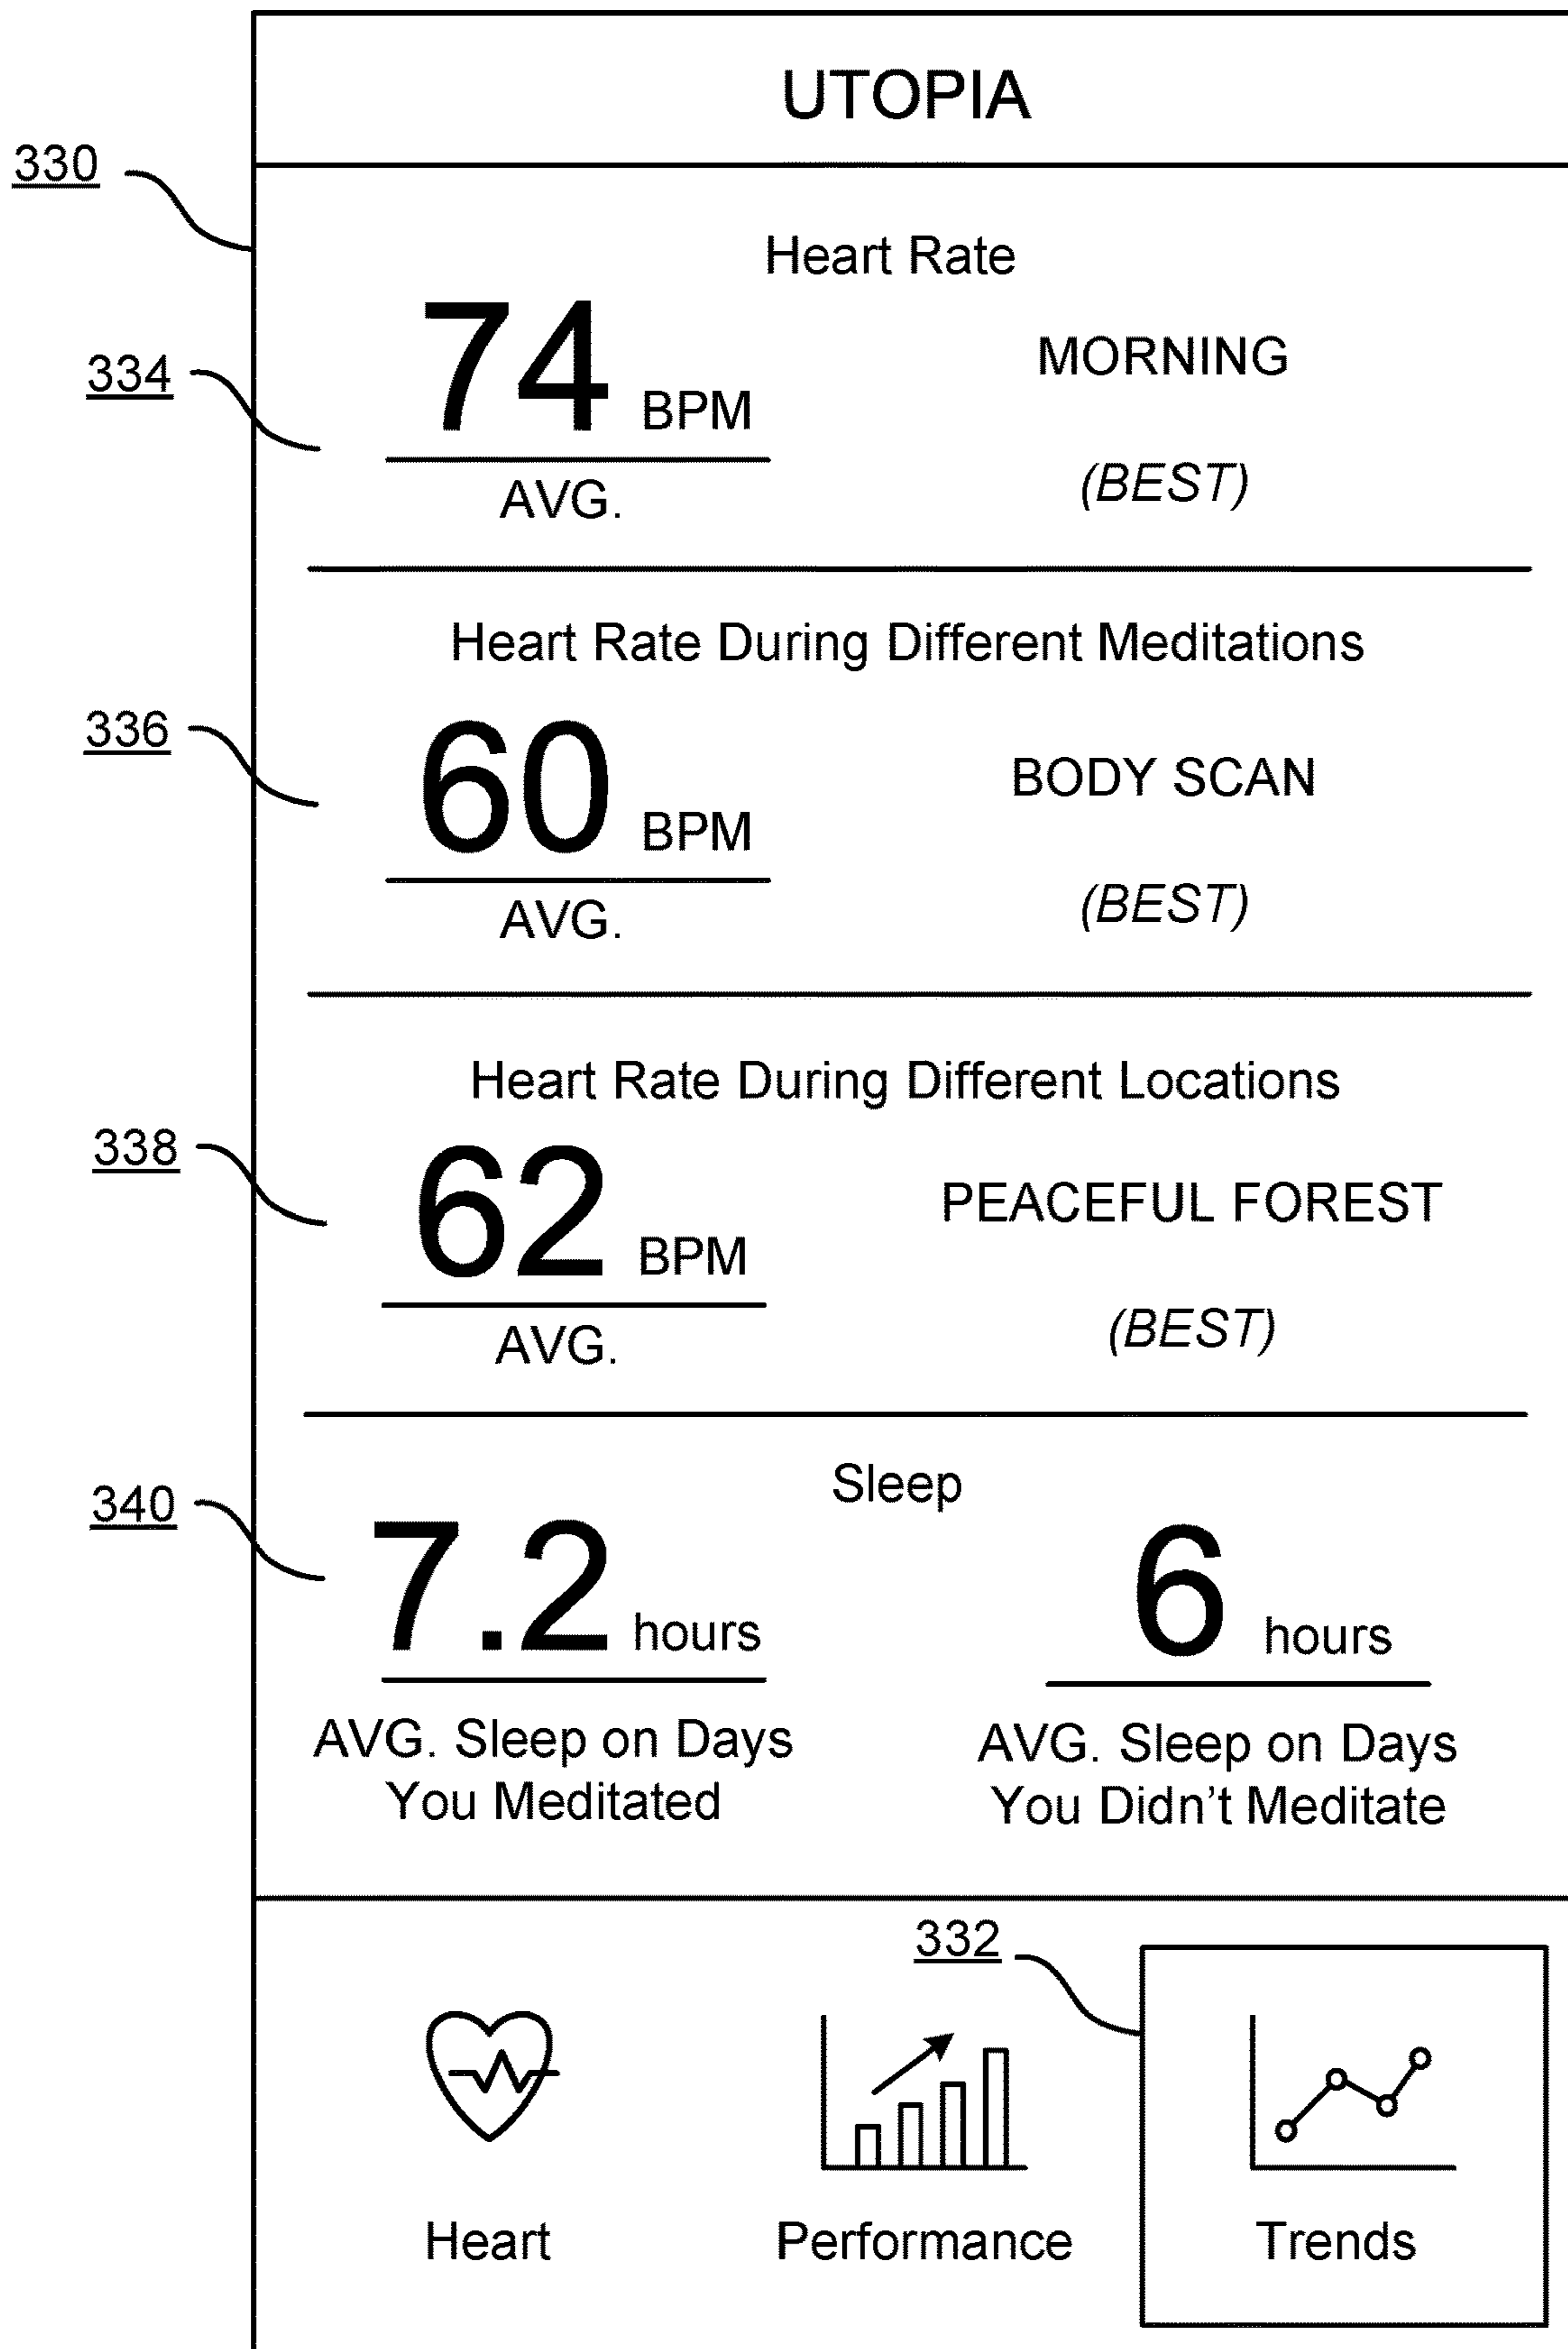 UTOPIA
330
Heart Rate
334
74 BPM
MORNING
AVG.
(BEST)
Heart Rate During Different Meditations
336
60 BPM
BODY SCAN
AVG.
(BEST)
Heart Rate During Different Locations
338
62 BPM
PEACEFUL FOREST
AVG.
(BEST)
Sleep
340
7.2 hours
6 hours
AVG. Sleep on Days
You Meditated
AVG. Sleep on Days
You Didn't Meditate
332
Heart
Performance
Trends